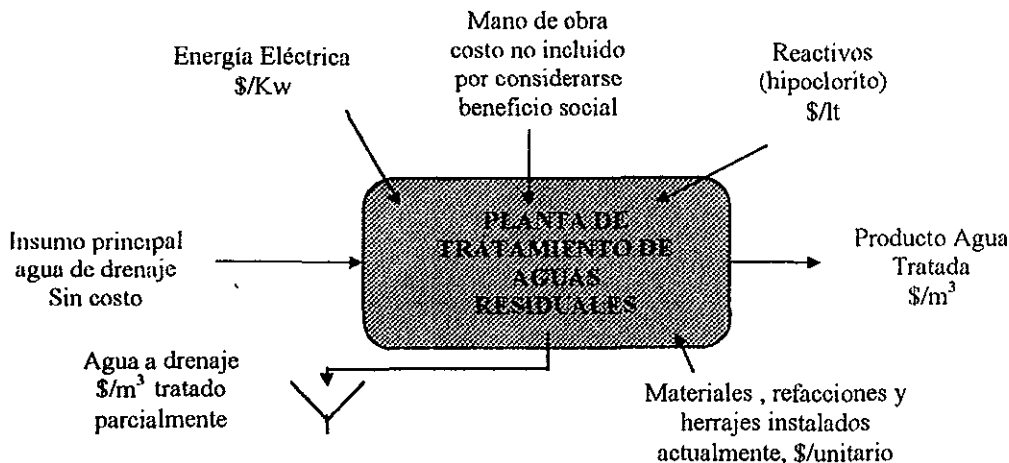 Energía Eléctrica
$/Kw
Mano de obra
costo no incluido
por considerarse
beneficio social
Reactivos
(hipoclorito)
$/lt
Insumo principal
agua de drenaje
Sin costo
PLANTA DE
TRATAMIENTO DE
AGUAS
RESIDUALES
Producto Agua
Tratada
$/m³
Agua a drenaje
$/m³ tratado
parcialmente
Materiales , refacciones y
herrajes instalados
actualmente, $/unitario